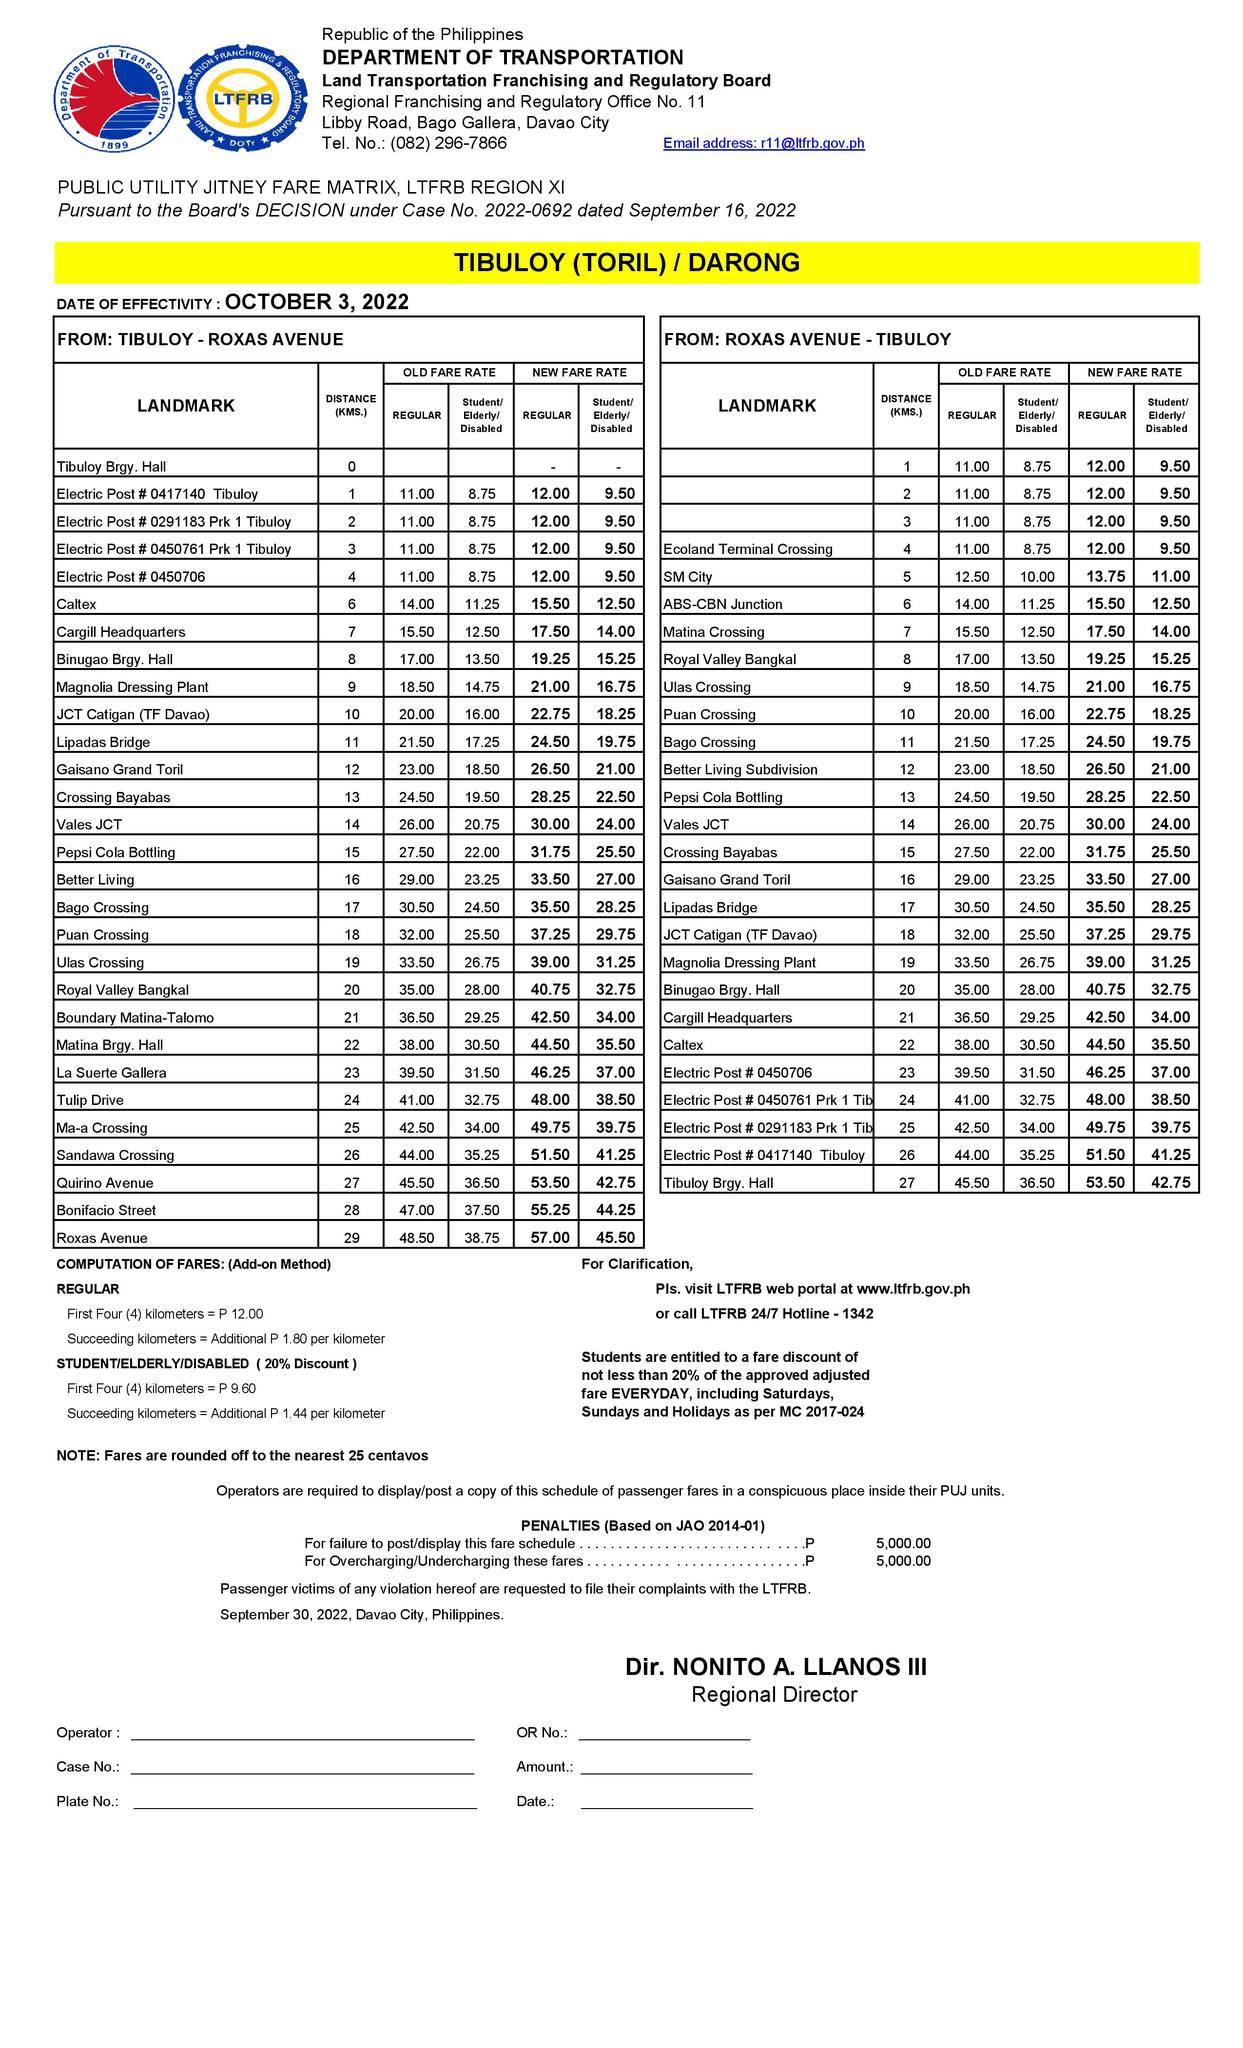 Republic of the Philippines
DEPARTMENT OF TRANSPORTATION
Land Transportation Franchising and Regulatory Board
Regional Franchising and Regulatory Office No. 11
Libby Road, Bago Gallera, Davao City
Tel. No.: (082) 296-7866 Email address: r11@ltfrb.gov.ph
Department of Transportation
1899
LAND TRANSPORTATION FRANCHISING & REGULATORY BOARD
LTFRB
DOTr
PUBLIC UTILITY JITNEY FARE MATRIX, LTFRB REGION XI
Pursuant to the Board's DECISION under Case No. 2022-0692 dated September 16, 2022
TIBULOY (TORIL) / DARONG
DATE OF EFFECTIVITY : OCTOBER 3, 2022
FROM: TIBULOY - ROXAS AVENUE
LANDMARK DISTANCE (KMS.) OLD FARE RATE NEW FARE RATE
REGULAR Student/ Elderly/ Disabled REGULAR Student/ Elderly/ Disabled
Tibuloy Brgy. Hall 0 - -
Electric Post # 0417140 Tibuloy 1 11.00 8.75 12.00 9.50
Electric Post # 0291183 Prk 1 Tibuloy 2 11.00 8.75 12.00 9.50
Electric Post # 0450761 Prk 1 Tibuloy 3 11.00 8.75 12.00 9.50
Electric Post # 0450706 4 11.00 8.75 12.00 9.50
Caltex 6 14.00 11.25 15.50 12.50
Cargill Headquarters 7 15.50 12.50 17.50 14.00
Binugao Brgy. Hall 8 17.00 13.50 19.25 15.25
Magnolia Dressing Plant 9 18.50 14.75 21.00 16.75
JCT Catigan (TF Davao) 10 20.00 16.00 22.75 18.25
Lipadas Bridge 11 21.50 17.25 24.50 19.75
Gaisano Grand Toril 12 23.00 18.50 26.50 21.00
Crossing Bayabas 13 24.50 19.50 28.25 22.50
Vales JCT 14 26.00 20.75 30.00 24.00
Pepsi Cola Bottling 15 27.50 22.00 31.75 25.50
Better Living 16 29.00 23.25 33.50 27.00
Bago Crossing 17 30.50 24.50 35.50 28.25
Puan Crossing 18 32.00 25.50 37.25 29.75
Ulas Crossing 19 33.50 26.75 39.00 31.25
Royal Valley Bangkal 20 35.00 28.00 40.75 32.75
Boundary Matina-Talomo 21 36.50 29.25 42.50 34.00
Matina Brgy. Hall 22 38.00 30.50 44.50 35.50
La Suerte Gallera 23 39.50 31.50 46.25 37.00
Tulip Drive 24 41.00 32.75 48.00 38.50
Ma-a Crossing 25 42.50 34.00 49.75 39.75
Sandawa Crossing 26 44.00 35.25 51.50 41.25
Quirino Avenue 27 45.50 36.50 53.50 42.75
Bonifacio Street 28 47.00 37.50 55.25 44.25
Roxas Avenue 29 48.50 38.75 57.00 45.50
FROM: ROXAS AVENUE - TIBULOY
LANDMARK DISTANCE (KMS.) OLD FARE RATE NEW FARE RATE
REGULAR Student/ Elderly/ Disabled REGULAR Student/ Elderly/ Disabled
1 11.00 8.75 12.00 9.50
2 11.00 8.75 12.00 9.50
3 11.00 8.75 12.00 9.50
Ecoland Terminal Crossing 4 11.00 8.75 12.00 9.50
SM City 5 12.50 10.00 13.75 11.00
ABS-CBN Junction 6 14.00 11.25 15.50 12.50
Matina Crossing 7 15.50 12.50 17.50 14.00
Royal Valley Bangkal 8 17.00 13.50 19.25 15.25
Ulas Crossing 9 18.50 14.75 21.00 16.75
Puan Crossing 10 20.00 16.00 22.75 18.25
Bago Crossing 11 21.50 17.25 24.50 19.75
Better Living Subdivision 12 23.00 18.50 26.50 21.00
Pepsi Cola Bottling 13 24.50 19.50 28.25 22.50
Vales JCT 14 26.00 20.75 30.00 24.00
Crossing Bayabas 15 27.50 22.00 31.75 25.50
Gaisano Grand Toril 16 29.00 23.25 33.50 27.00
Lipadas Bridge 17 30.50 24.50 35.50 28.25
JCT Catigan (TF Davao) 18 32.00 25.50 37.25 29.75
Magnolia Dressing Plant 19 33.50 26.75 39.00 31.25
Binugao Brgy. Hall 20 35.00 28.00 40.75 32.75
Cargill Headquarters 21 36.50 29.25 42.50 34.00
Caltex 22 38.00 30.50 44.50 35.50
Electric Post # 0450706 23 39.50 31.50 46.25 37.00
Electric Post # 0450761 Prk 1 Tib 24 41.00 32.75 48.00 38.50
Electric Post # 0291183 Prk 1 Tib 25 42.50 34.00 49.75 39.75
Electric Post # 0417140 Tibuloy 26 44.00 35.25 51.50 41.25
Tibuloy Brgy. Hall 27 45.50 36.50 53.50 42.75
COMPUTATION OF FARES: (Add-on Method)
REGULAR
First Four (4) kilometers = P 12.00
Succeeding kilometers = Additional P 1.80 per kilometer
STUDENT/ELDERLY/DISABLED ( 20% Discount )
First Four (4) kilometers = P 9.60
Succeeding kilometers = Additional P 1.44 per kilometer
For Clarification,
Pls. visit LTFRB web portal at www.ltfrb.gov.ph
or call LTFRB 24/7 Hotline - 1342
Students are entitled to a fare discount of
not less than 20% of the approved adjusted
fare EVERYDAY, including Saturdays,
Sundays and Holidays as per MC 2017-024
NOTE: Fares are rounded off to the nearest 25 centavos
Operators are required to display/post a copy of this schedule of passenger fares in a conspicuous place inside their PUJ units.
PENALTIES (Based on JAO 2014-01)
For failure to post/display this fare schedule . . . . . . . . . . . . . . . . . . . . . . . . . . . . .P 5,000.00
For Overcharging/Undercharging these fares . . . . . . . . . . . . . . . . . . . . . . . . . . . .P 5,000.00
Passenger victims of any violation hereof are requested to file their complaints with the LTFRB.
September 30, 2022, Davao City, Philippines.
Dir. NONITO A. LLANOS III
Regional Director
Operator : OR No.:
Case No.: Amount.:
Plate No.: Date.: